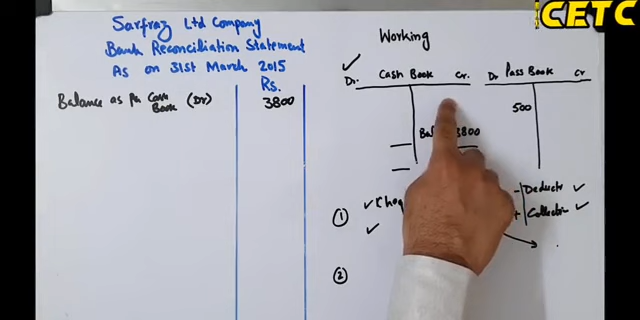 CETC
Sarfraz Ltd Company
Bank Reconciliation Statement
As on 31st March 2015
Rs.
Balance as Per Cash Book (Dr) 3800
Working
Dr. Cash Book Cr.
Dr Pass Book Cr
500
3800
① ✓
- Deducts ✓
+ Collection ✓
✓
②